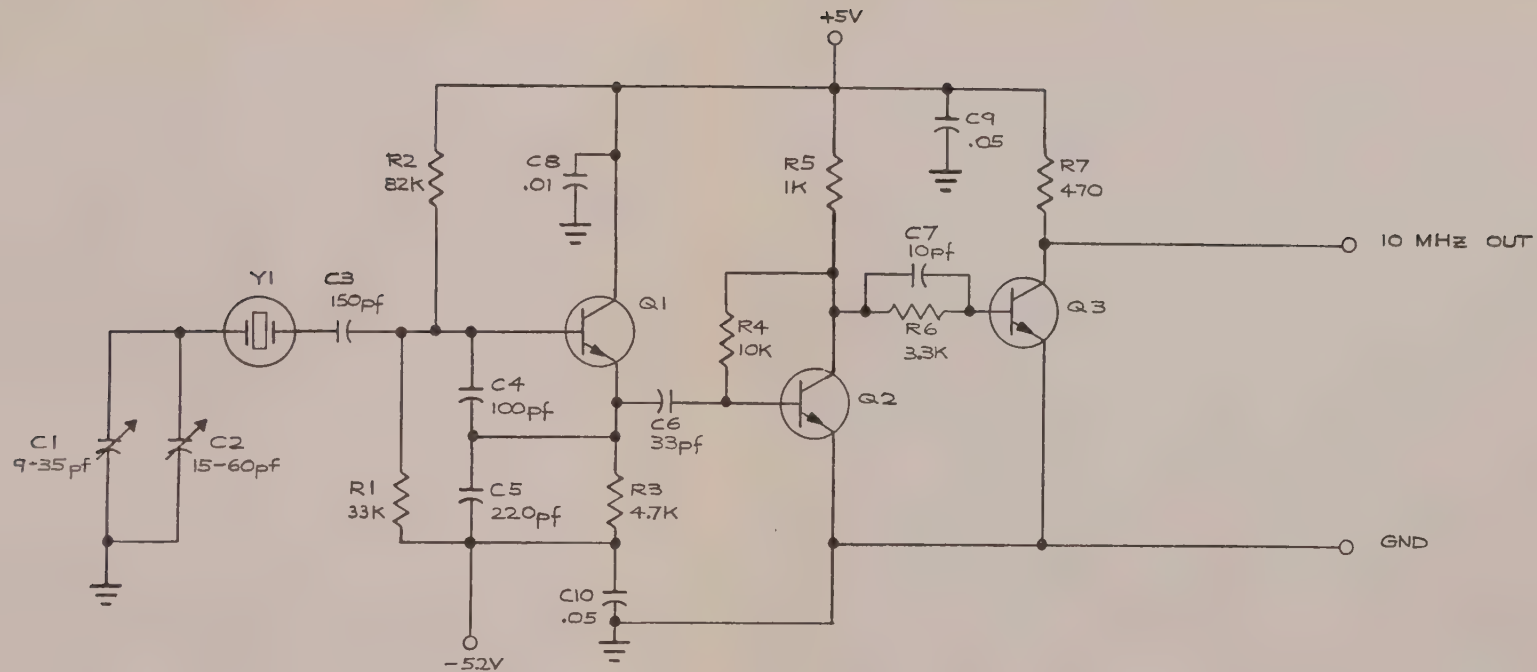 +5V
R2
82K
C8
.01
R5
1K
C9
.05
R7
470
C7
10pf
10 MHz OUT
Y1
C3
150pf
Q1
R4
10K
R6
3.3K
Q3
C1
9-35pf
C2
15-60pf
C4
100pf
C6
33pf
Q2
R1
33K
C5
220pf
R3
4.7K
GND
C10
.05
-5.2V